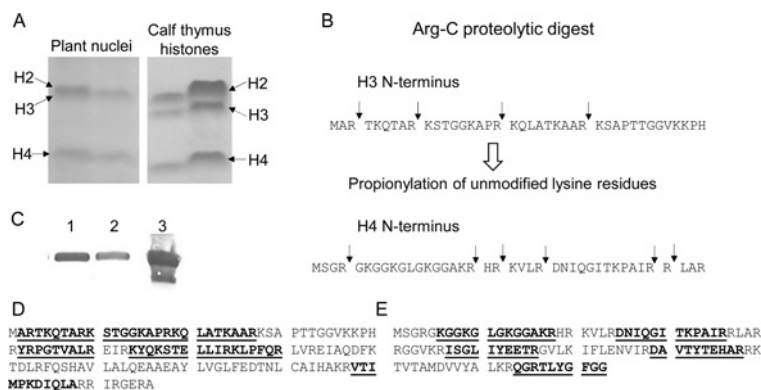 A
Plant nuclei
Calf thymus
histones
H2
H3
H4
H2
H3
H4
B
Arg-C proteolytic digest
H3 N-terminus
MAR TKQTAR KSTGGKAPR KQLATKAAR KSAPTTGGVKKPH
Propionylation of unmodified lysine residues
H4 N-terminus
MSGR GKGGKGLGKGGAKR HR KVLR DNIQGITKPAIR R LAR
C
1 2 3
D
MARTKQTARK STGGKAPRKQ LATKAARKSA PTTGGVKKPH
RYRPGTVALR EIRKYQKSTE LLIRKLPFQR LVREIAQDFK
TDLRFQSHAV LALQEAAEAY LVGLFEDTNL CAIHAKRVTI
MPKDIQLARR IRGERA
E
MSGRGKGGKG LGKGGAKRHR KVLRDNIQGI TKPAIRRLAR
RGGVKRISGL IYEETRGVLK IFLENVIRDA VTYTEHARRK
TVTAMDVVYA LKRQGRTLYG FGG